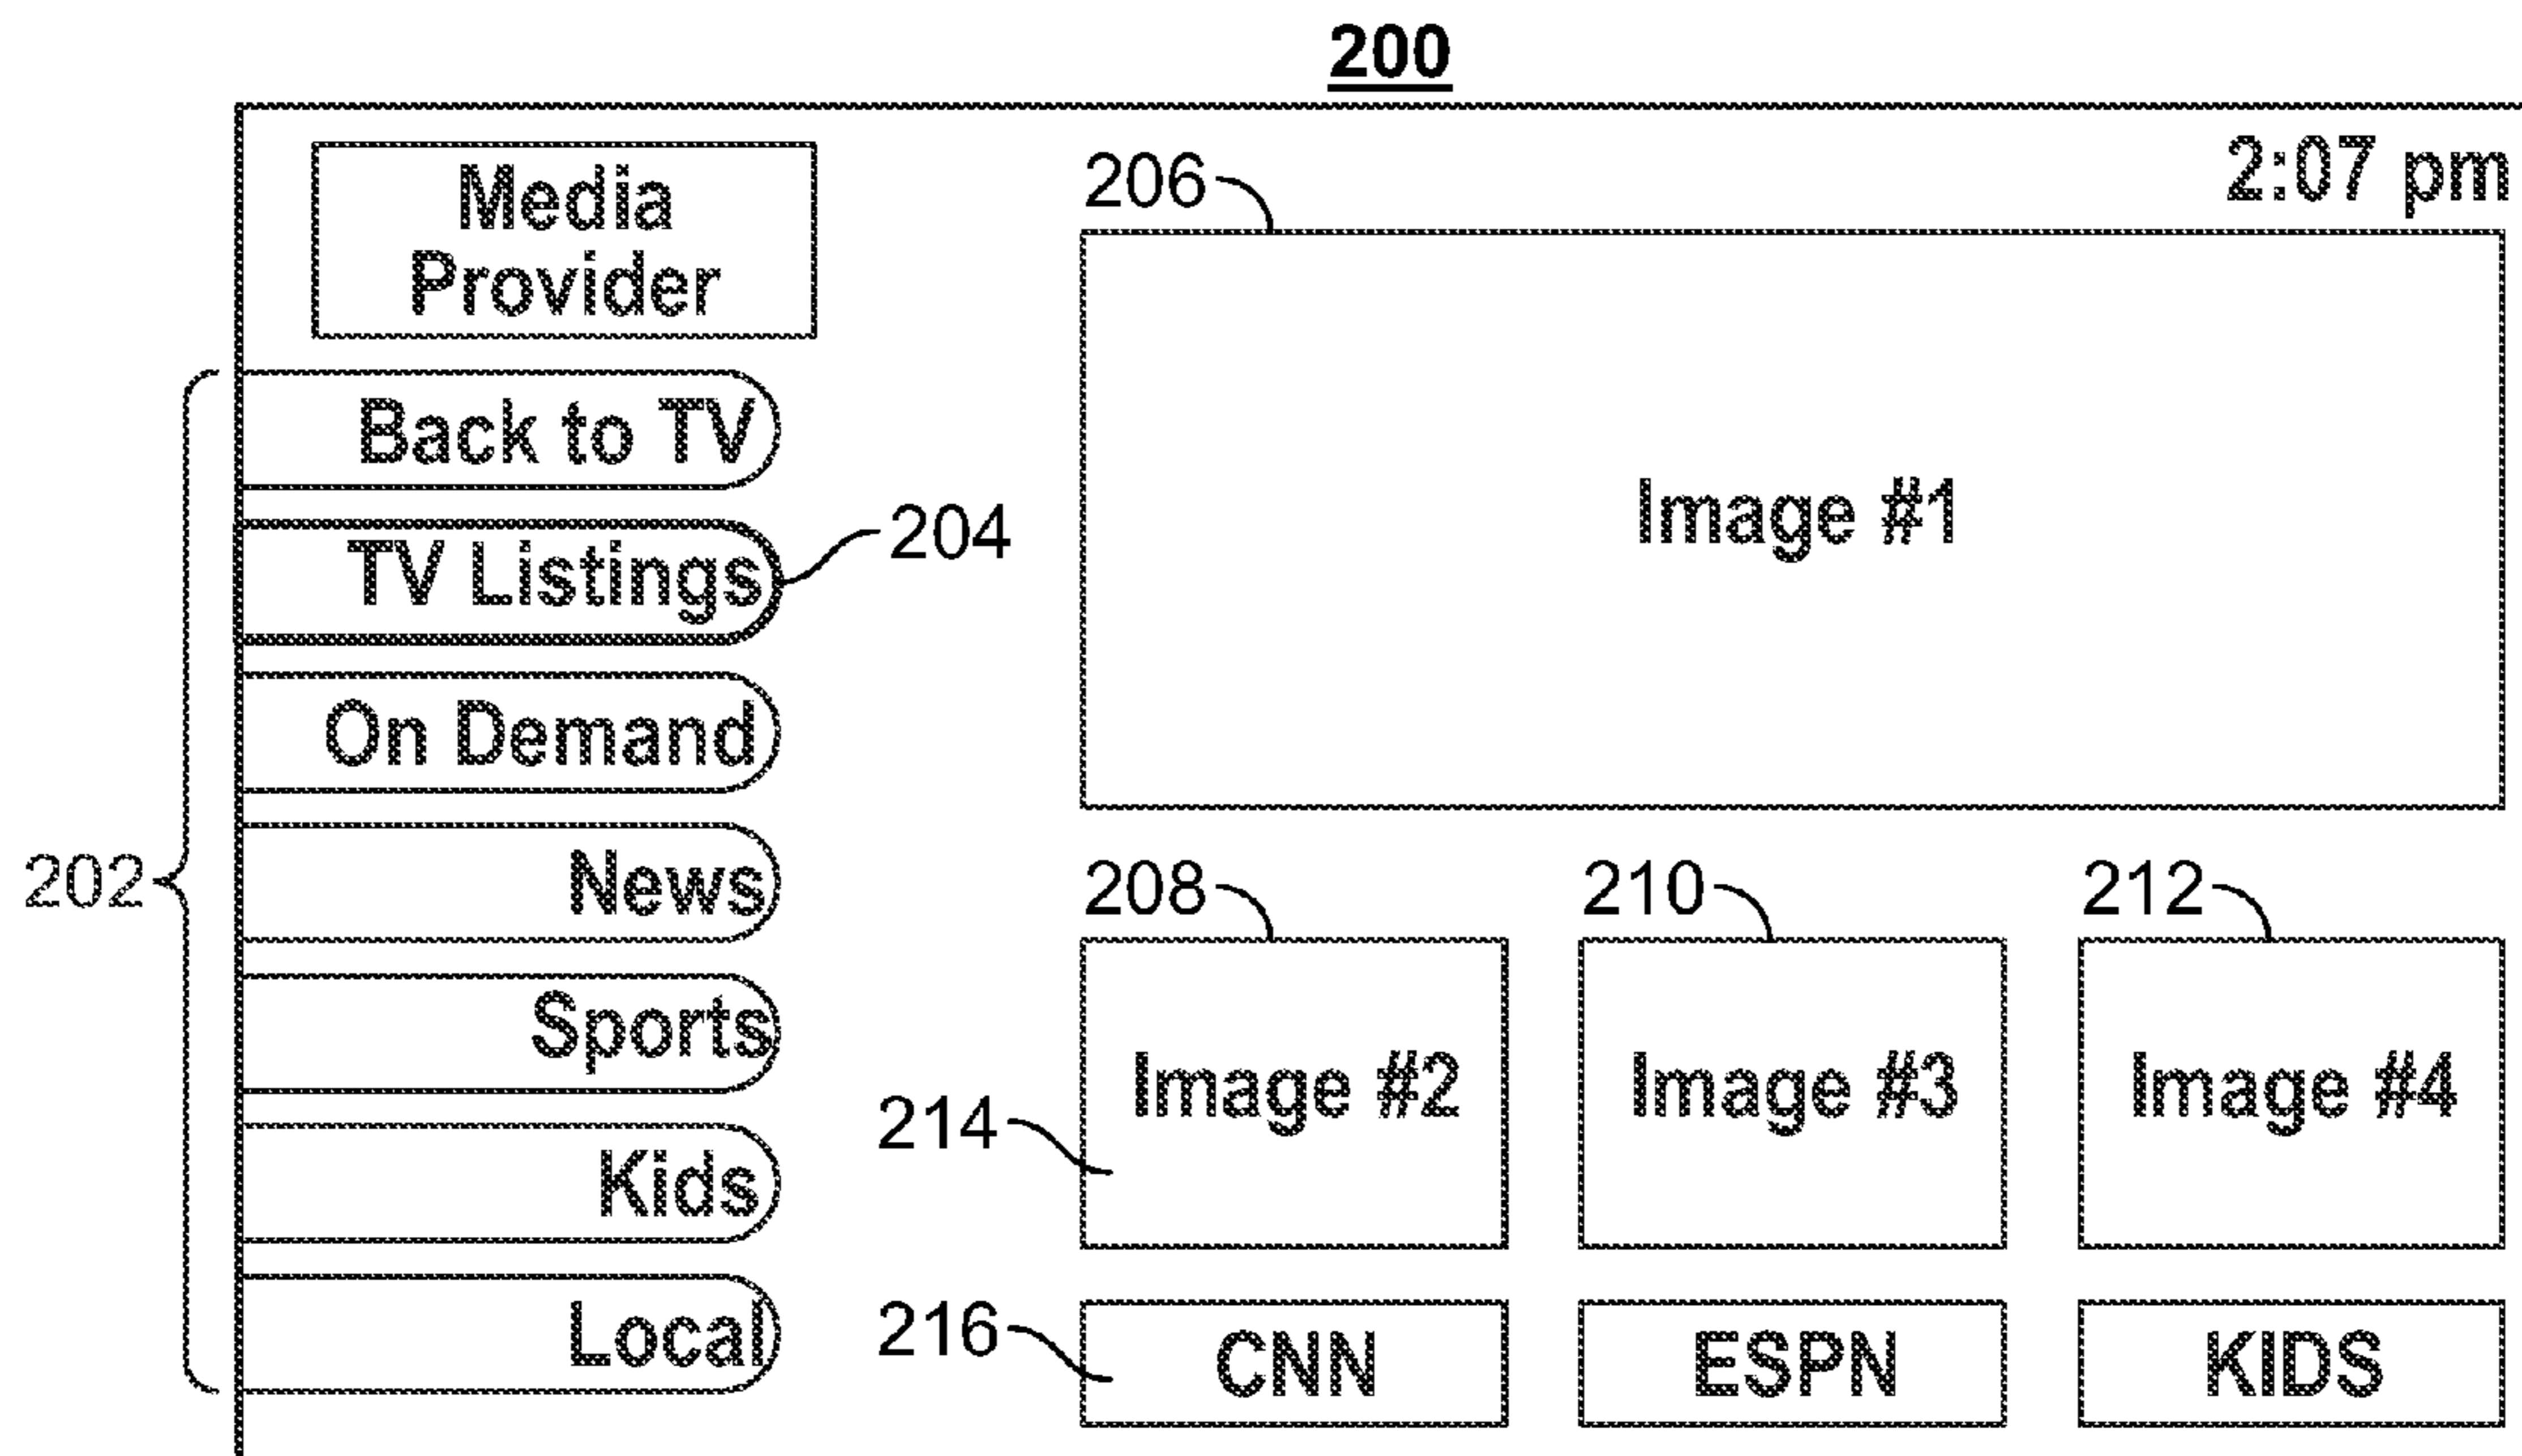 200
2:07 pm
Media
Provider
206
Image #1
Back to TV
TV Listings
204
On Demand
News
202
208
210
212
Sports
Image #2
Image #3
Image #4
214
Kids
Local
216
CNN
ESPN
KIDS